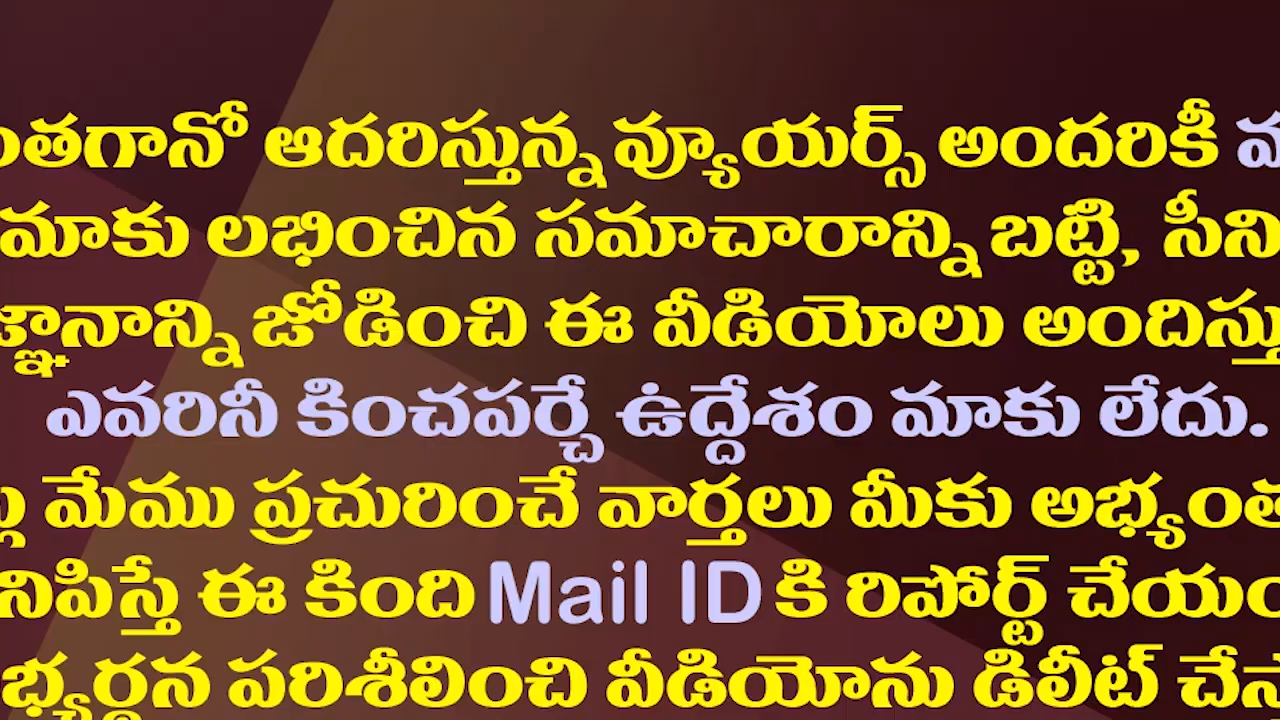 ఆదరిస్తున్న వ్యూయర్స్ అందరికీ
మాకు లభించిన సమాచారాన్ని బట్టి,
జోడించి ఈ వీడియోలు
ఎవరినీ కించపర్చే ఉద్దేశం మాకు లేదు.
మేము ప్రచురించే వార్తలు మీకు
ఈ కింది Mail ID కి రిపోర్ట్
పరిశీలించి వీడియోను డిలీట్